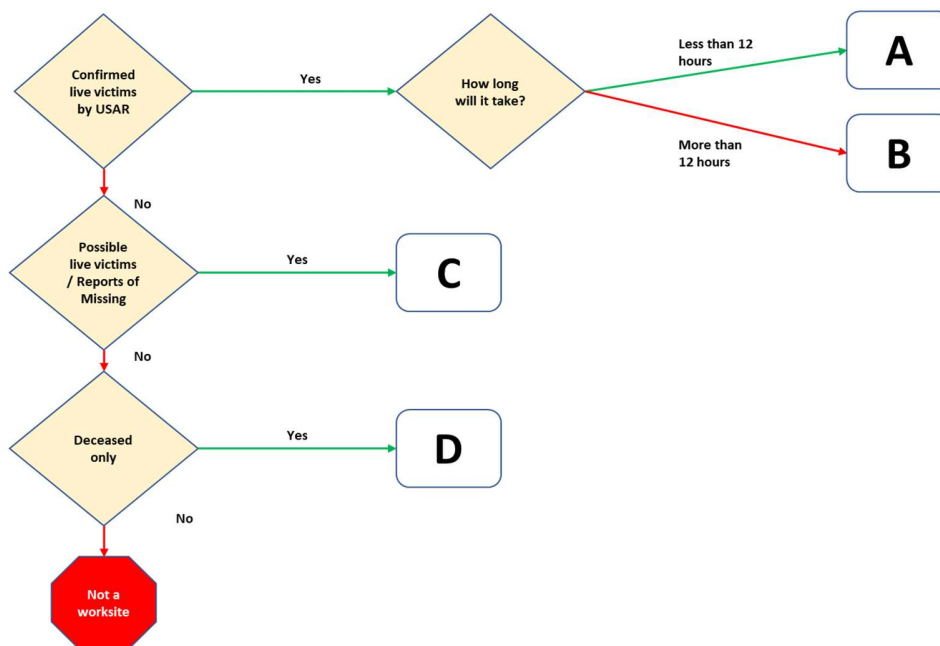 Confirmed
live victims
by USAR
Yes
How long
will it take?
Less than 12
hours
A
More than
12 hours
B
No
Possible
live victims
/ Reports of
Missing
Yes
C
No
Deceased
only
Yes
D
No
Not a
worksite